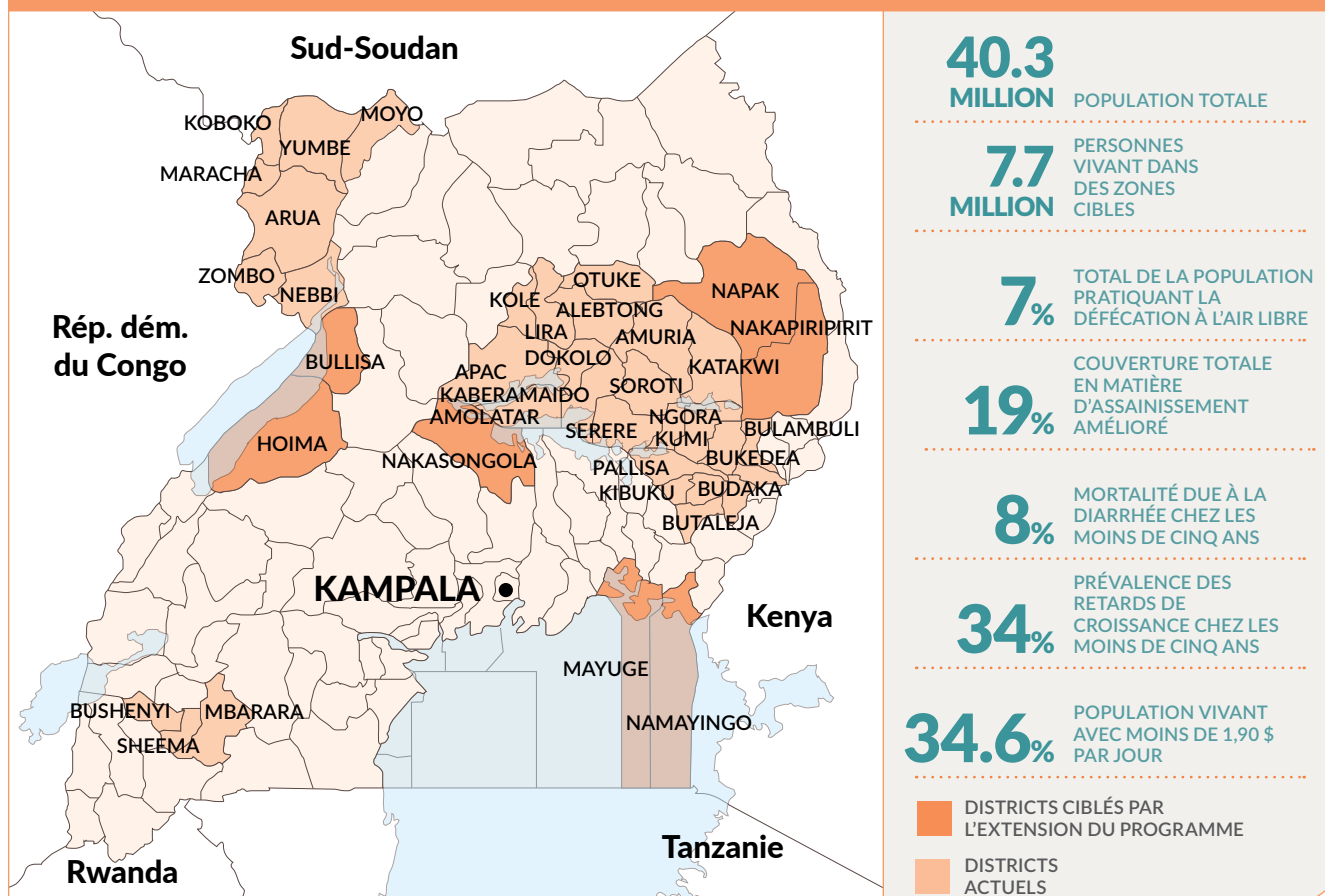 Sud-Soudan
KOBOKO
MOYO
YUMBE
MARACHA
ARUA
ZOMBO
NEBBI
Rép. dém.
du Congo
BULLISA
HOIMA
OTUKE
KOLE
ALEBTONG
LIRA
AMURIA
DOKOLO
APAC
KABERAMAIDO
AMOLATAR
SOROTI
KATAKWI
NAPAK
NAKAPIRIPIRIT
NGORA
SERERE
KUMI
BULAMBULI
BUKEDEA
NAKASONGOLA
PALLISA
KIBUKU
BUDAKA
BUTALEJA
KAMPALA
Kenya
MAYUGE
NAMAYINGO
BUSHENYI
MBARARA
SHEEMA
Tanzanie
Rwanda
40.3
MILLION
POPULATION TOTALE
7.7
MILLION
PERSONNES
VIVANT DANS
DES ZONES
CIBLES
7%
TOTAL DE LA POPULATION
PRATIQUANT LA
DÉFÉCATION À L'AIR LIBRE
19%
COUVERTURE TOTALE
EN MATIÈRE
D'ASSAINISSEMENT
AMÉLIORÉ
8%
MORTALITÉ DUE À LA
DIARRHÉE CHEZ LES
MOINS DE CINQ ANS
34%
PRÉVALENCE DES
RETARDS DE
CROISSANCE CHEZ LES
MOINS DE CINQ ANS
34.6%
POPULATION VIVANT
AVEC MOINS DE 1,90 $
PAR JOUR
DISTRICTS CIBLÉS PAR
L'EXTENSION DU PROGRAMME
DISTRICTS
ACTUELS